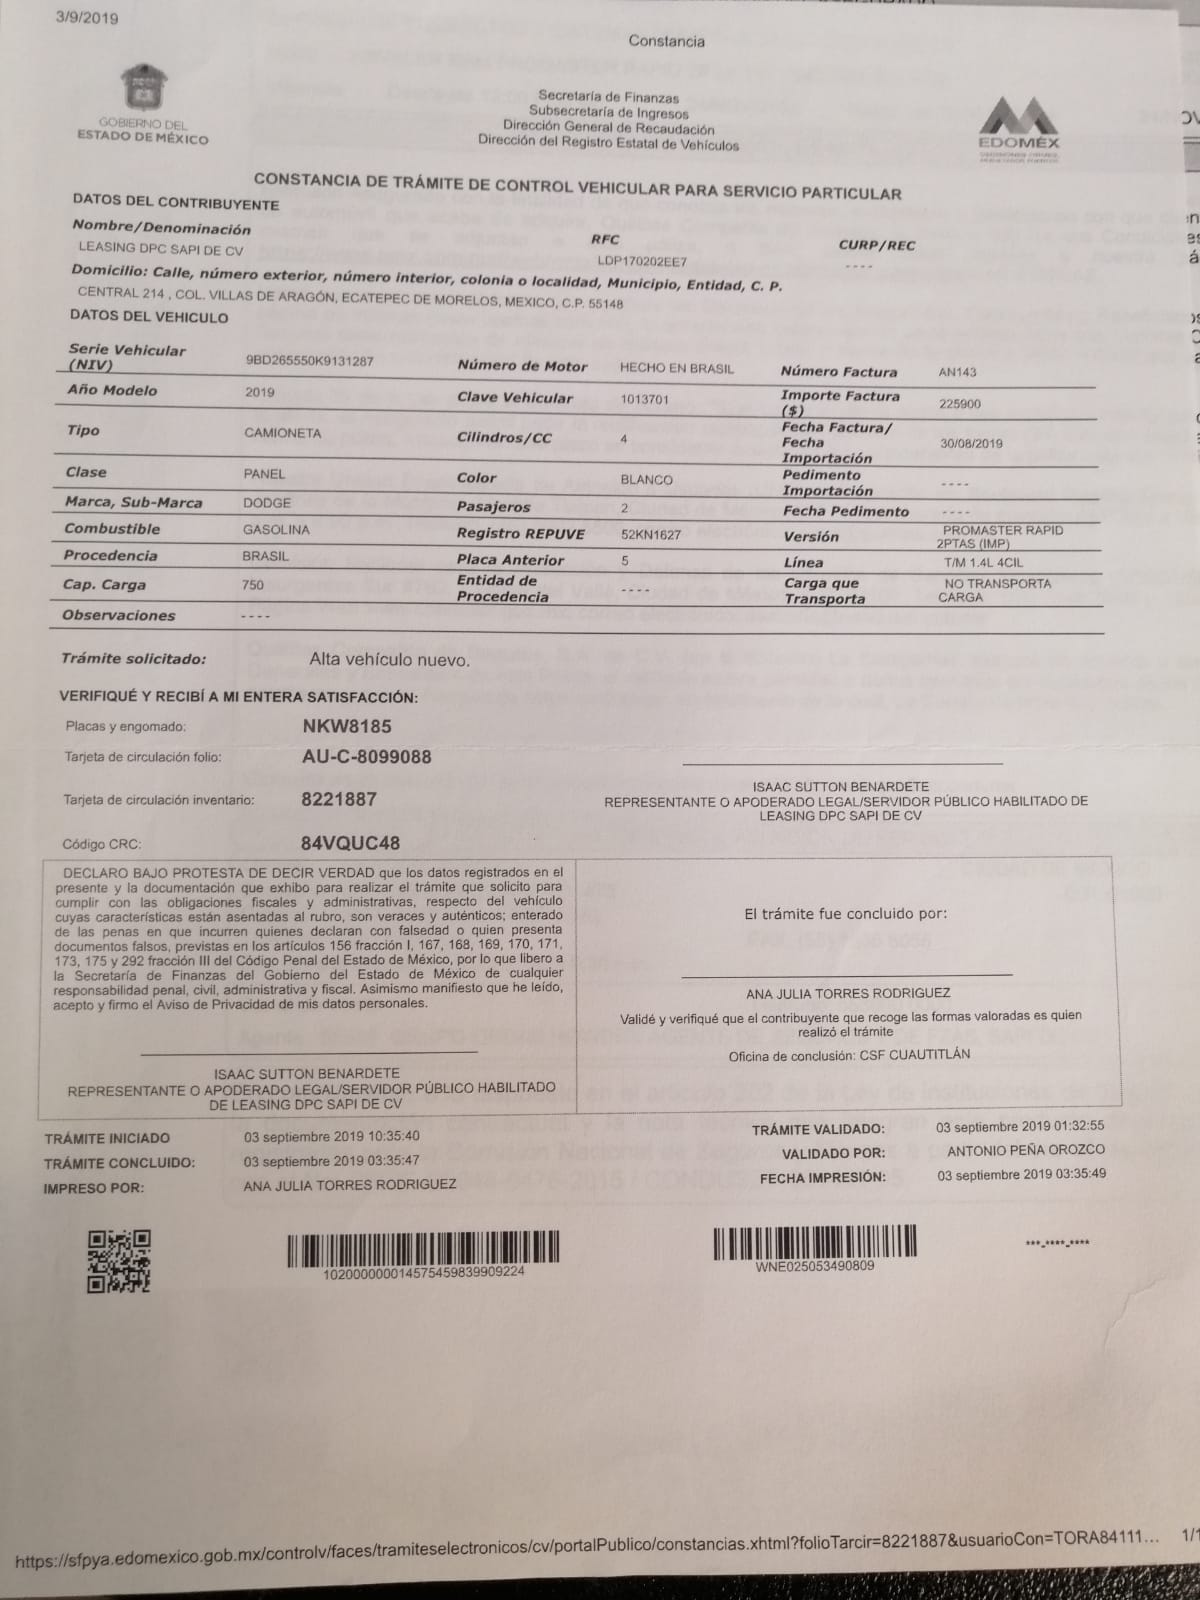 3/9/2019
Constancia
GOBIERNO DEL
ESTADO DE MÉXICO
Secretaría de Finanzas
Subsecretaría de Ingresos
Dirección General de Recaudación
Dirección del Registro Estatal de Vehículos
EDOMÉX
CONSTANCIA DE TRÁMITE DE CONTROL VEHICULAR PARA SERVICIO PARTICULAR
DATOS DEL CONTRIBUYENTE
Nombre/Denominación RFC CURP/REC
LEASING DPC SAPI DE CV LDP170202EE7 ----
Domicilio: Calle, número exterior, número interior, colonia o localidad, Municipio, Entidad, C. P.
CENTRAL 214 , COL. VILLAS DE ARAGÓN, ECATEPEC DE MORELOS, MEXICO, C.P. 55148
DATOS DEL VEHICULO
Serie Vehicular (NIV) 9BD265550K9131287 Número de Motor HECHO EN BRASIL Número Factura AN143
Año Modelo 2019 Clave Vehicular 1013701 Importe Factura ($) 225900
Tipo CAMIONETA Cilindros/CC 4 Fecha Factura/ Fecha Importación 30/08/2019
Clase PANEL Color BLANCO Pedimento Importación ----
Marca, Sub-Marca DODGE Pasajeros 2 Fecha Pedimento ----
Combustible GASOLINA Registro REPUVE 52KN1627 Versión PROMASTER RAPID 2PTAS (IMP)
Procedencia BRASIL Placa Anterior 5 Línea T/M 1.4L 4CIL
Cap. Carga 750 Entidad de Procedencia ---- Carga que Transporta NO TRANSPORTA CARGA
Observaciones ----
Trámite solicitado: Alta vehículo nuevo.
VERIFIQUÉ Y RECIBÍ A MI ENTERA SATISFACCIÓN:
Placas y engomado: NKW8185
Tarjeta de circulación folio: AU-C-8099088
Tarjeta de circulación inventario: 8221887
Código CRC: 84VQUC48
ISAAC SUTTON BENARDETE
REPRESENTANTE O APODERADO LEGAL/SERVIDOR PÚBLICO HABILITADO DE
LEASING DPC SAPI DE CV
DECLARO BAJO PROTESTA DE DECIR VERDAD que los datos registrados en el
presente y la documentación que exhibo para realizar el trámite que solicito para
cumplir con las obligaciones fiscales y administrativas, respecto del vehículo
cuyas características están asentadas al rubro, son veraces y auténticos; enterado
de las penas en que incurren quienes declaran con falsedad o quien presenta
documentos falsos, previstas en los artículos 156 fracción I, 167, 168, 169, 170, 171,
173, 175 y 292 fracción III del Código Penal del Estado de México, por lo que libero a
la Secretaría de Finanzas del Gobierno del Estado de México de cualquier
responsabilidad penal, civil, administrativa y fiscal. Asimismo manifiesto que he leído,
acepto y firmo el Aviso de Privacidad de mis datos personales.
ISAAC SUTTON BENARDETE
REPRESENTANTE O APODERADO LEGAL/SERVIDOR PÚBLICO HABILITADO
DE LEASING DPC SAPI DE CV
El trámite fue concluido por:
ANA JULIA TORRES RODRIGUEZ
Validé y verifiqué que el contribuyente que recoge las formas valoradas es quien
realizó el trámite
Oficina de conclusión: CSF CUAUTITLÁN
TRÁMITE INICIADO 03 septiembre 2019 10:35:40
TRÁMITE CONCLUIDO: 03 septiembre 2019 03:35:47
IMPRESO POR: ANA JULIA TORRES RODRIGUEZ
TRÁMITE VALIDADO: 03 septiembre 2019 01:32:55
VALIDADO POR: ANTONIO PEÑA OROZCO
FECHA IMPRESIÓN: 03 septiembre 2019 03:35:49
102000000014575459839909224
WNE025053490809
***-****-****
https://sfpya.edomexico.gob.mx/controlv/faces/tramiteselectronicos/cv/portalPublico/constancias.xhtml?folioTarcir=8221887&usuarioCon=TORA84111... 1/1